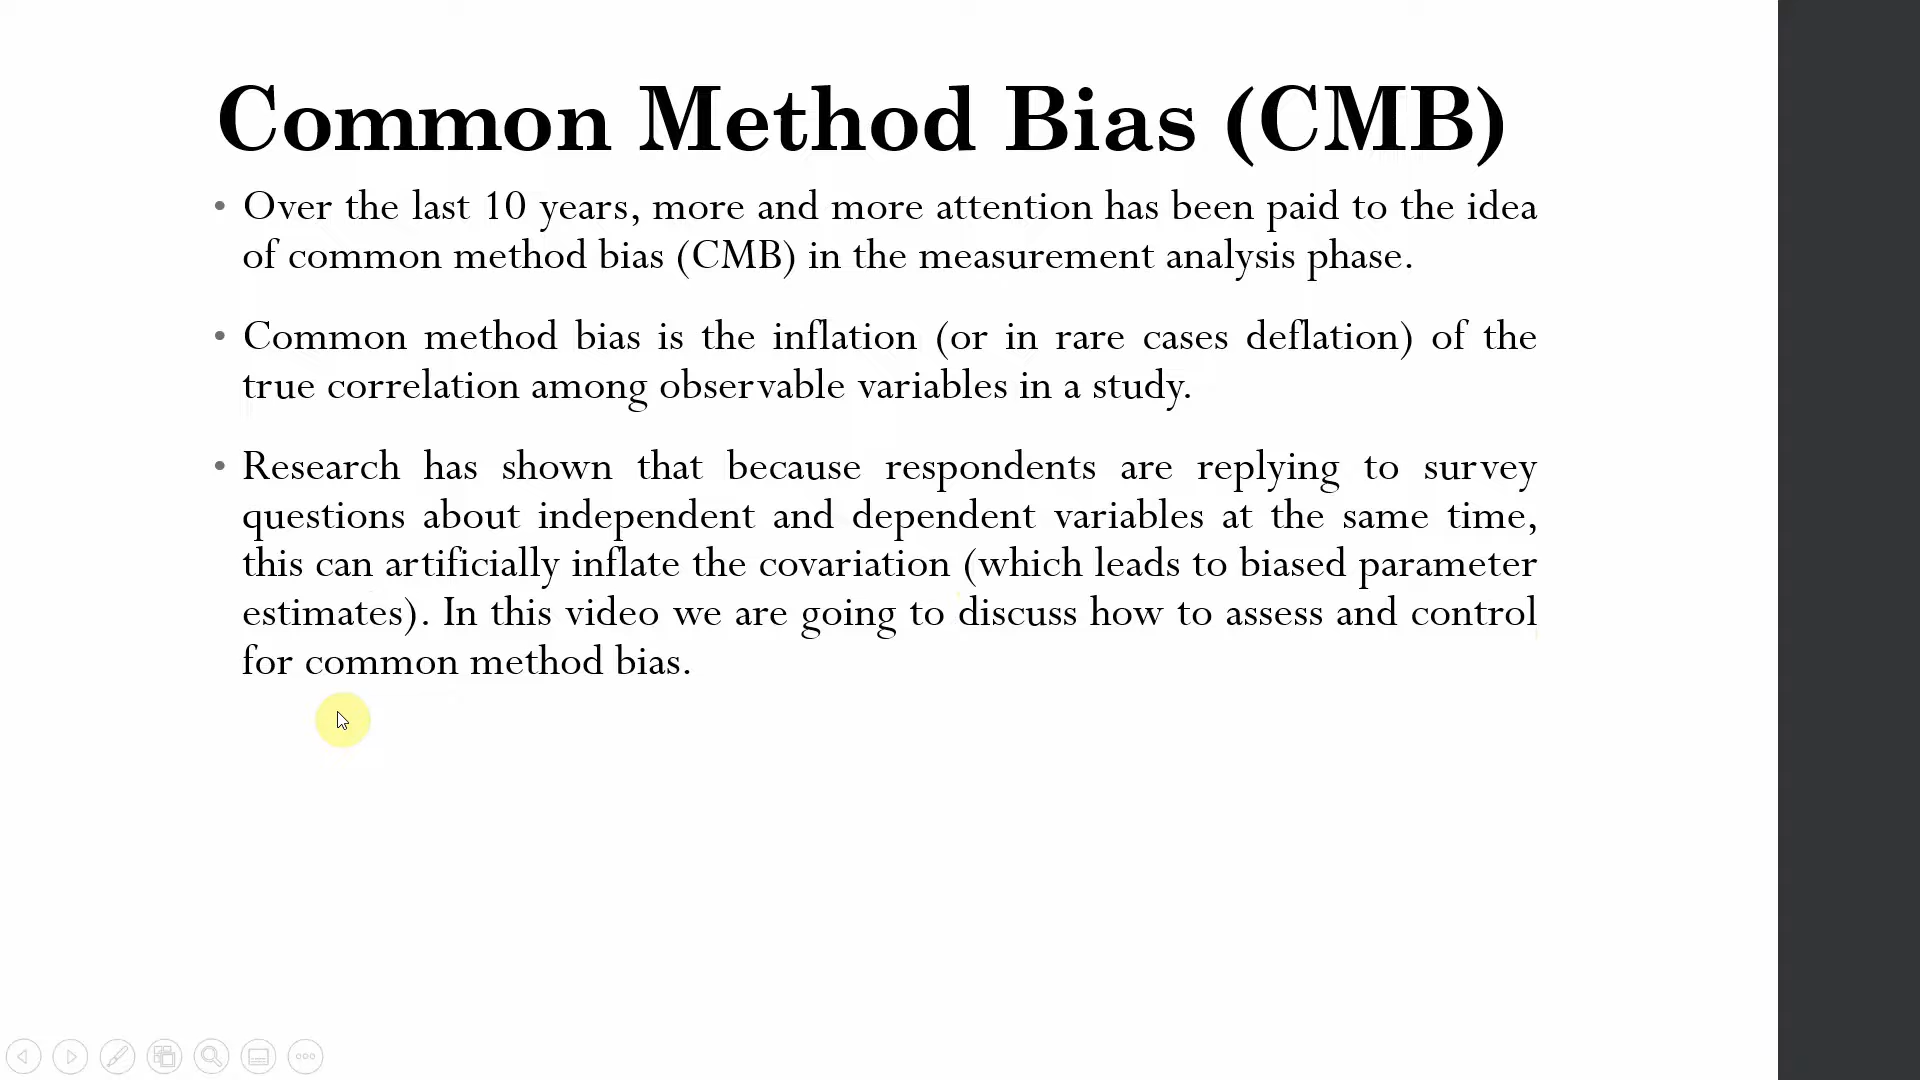 Common Method Bias (CMB)
• Over the last 10 years, more and more attention has been paid to the idea
of common method bias (CMB) in the measurement analysis phase.
• Common method bias is the inflation (or in rare cases deflation) of the
true correlation among observable variables in a study.
• Research has shown that because respondents are replying to survey
questions about independent and dependent variables at the same time,
this can artificially inflate the covariation (which leads to biased parameter
estimates). In this video we are going to discuss how to assess and control
for common method bias.